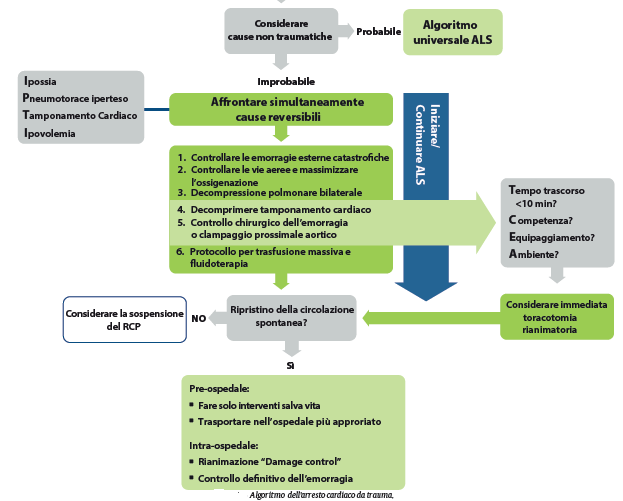 Considerare
cause non traumatiche
Probabile
Algoritmo
universale ALS
Improbabile
Ipossia
Pneumotorace iperteso
Tamponamento Cardiaco
Ipovolemia
Affrontare simultaneamente
cause reversibili
Iniziare/
Continuare ALS
1. Controllare le emorragie esterne catastrofiche
2. Controllare le vie aeree e massimizzare
l'ossigenazione
3. Decompressione polmonare bilaterale
4. Decomprimere tamponamento cardiaco
5. Controllo chirurgico dell'emorragia
o clampaggio prossimale aortico
6. Protocollo per trasfusione massiva e
fluidoterapia
Tempo trascorso
<10 min?
Competenza?
Equipaggiamento?
Ambiente?
Considerare immediata
toracotomia
rianimatoria
Ripristino della circolazione
spontanea?
NO
Considerare la sospensione
del RCP
Sì
Pre-ospedale:
▪ Fare solo interventi salva vita
▪ Trasportare nell'ospedale più approriato
Intra-ospedale:
▪ Rianimazione “Damage control”
▪ Controllo definitivo dell'emorragia
Algoritmo dell'arresto cardiaco da trauma,